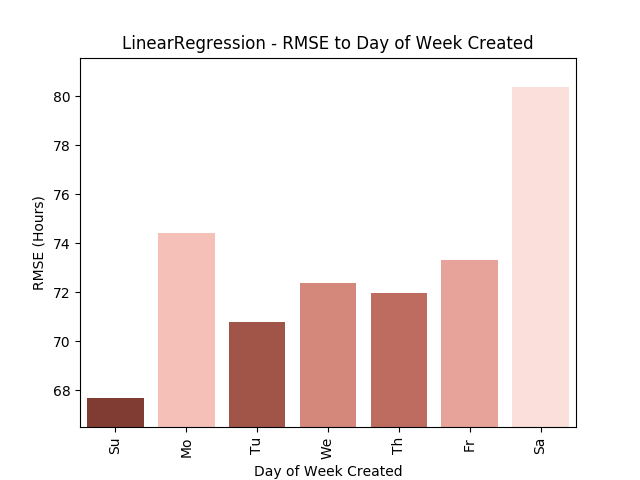 LinearRegression - RMSE to Day of Week Created
RMSE (Hours)
80
78
76
74
72
70
68
Su
Mo
Tu
We
Th
Fr
Sa
Day of Week Created